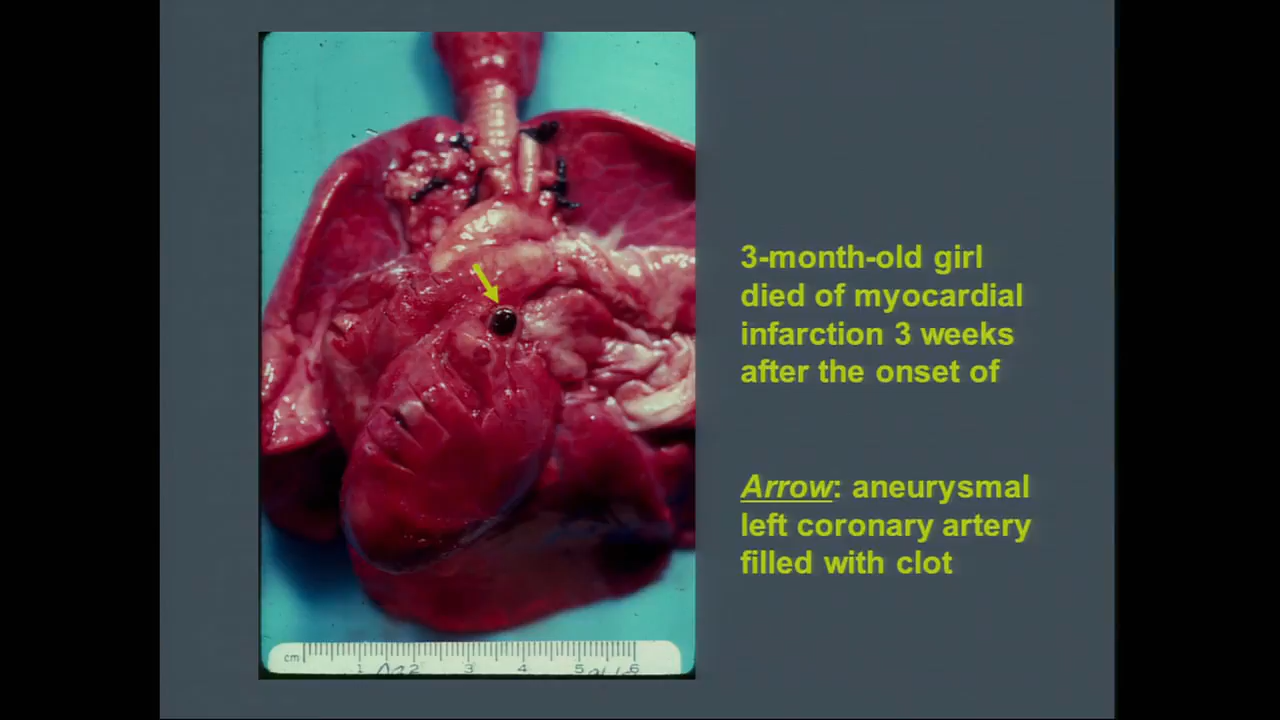 3-month-old girl
died of myocardial
infarction 3 weeks
after the onset of
Arrow: aneurysmal
left coronary artery
filled with clot
cm 1 2 3 4 5 6